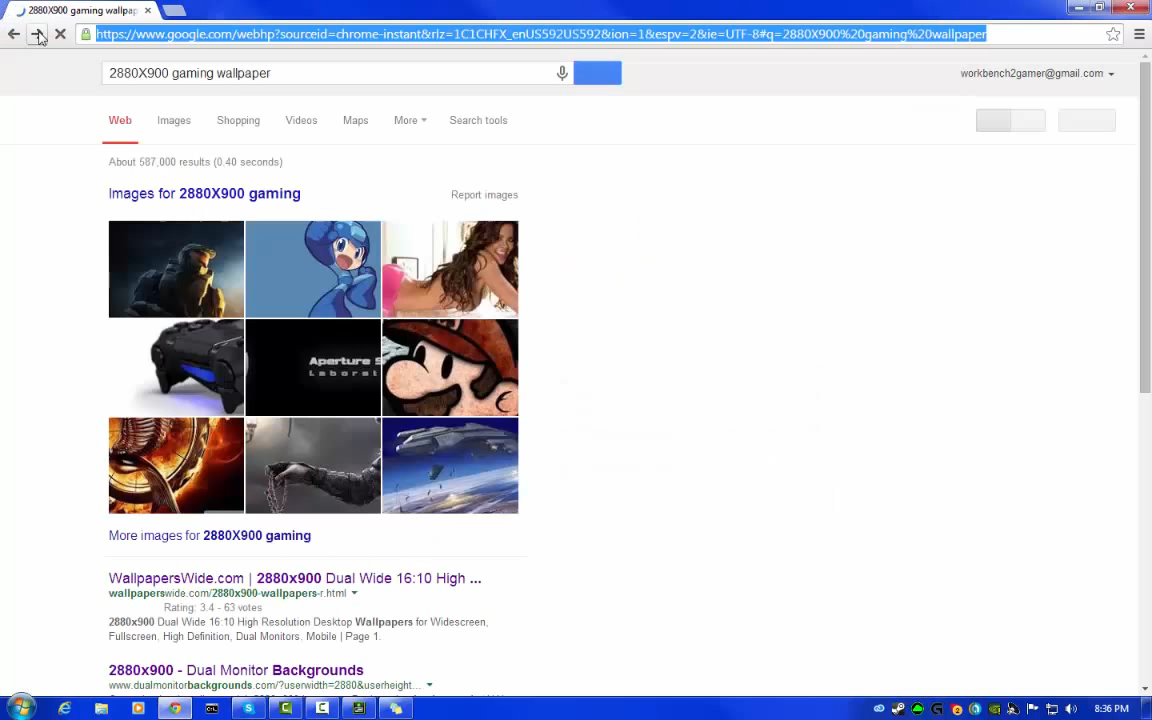 2880X900 gaming wallpap
https://www.google.com/webhp?sourceid=chrome-instant&rlz=1C1CHFX_enUS592US592&ion=1&espv=2&ie=UTF-8#q=2880X900%20gaming%20wallpaper
2880X900 gaming wallpaper
workbench2gamer@gmail.com
Web Images Shopping Videos Maps More Search tools
About 587,000 results (0.40 seconds)
Images for 2880X900 gaming
Report images
Aperture S
Laborat
More images for 2880X900 gaming
WallpapersWide.com | 2880x900 Dual Wide 16:10 High ...
wallpaperswide.com/2880x900-wallpapers-r.html
Rating: 3.4 - 63 votes
2880x900 Dual Wide 16:10 High Resolution Desktop Wallpapers for Widescreen,
Fullscreen, High Definition, Dual Monitors, Mobile | Page 1.
2880x900 - Dual Monitor Backgrounds
www.dualmonitorbackgrounds.com/?userwidth=2880&userheight...
8:36 PM